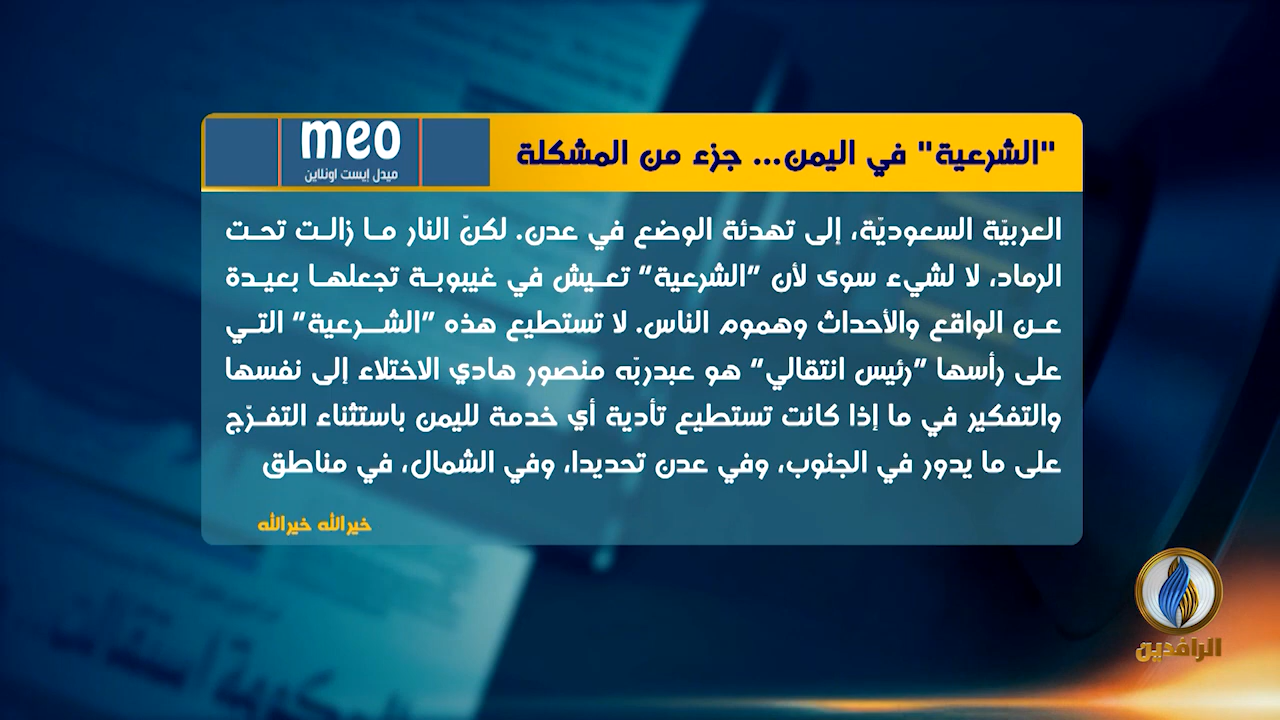 "الشرعية" في اليمن... جزء من المشكلة
meo
ميدل إيست اونلاين
العربيّة السعوديّة، إلى تهدئة الوضع في عدن. لكنّ النار ما زالت تحت
الرماد، لا لشيء سوى لأن “الشرعية” تعيش في غيبوبة تجعلها بعيدة
عن الواقع والأحداث وهموم الناس. لا تستطيع هذه “الشرعية” التي
على رأسها “رئيس انتقالي” هو عبدربّه منصور هادي الاختلاء إلى نفسها
والتفكير في ما إذا كانت تستطيع تأدية أي خدمة لليمن باستثناء التفرّج
على ما يدور في الجنوب، وفي عدن تحديدا، وفي الشمال، في مناطق
خيرالله خيرالله
الرافدين